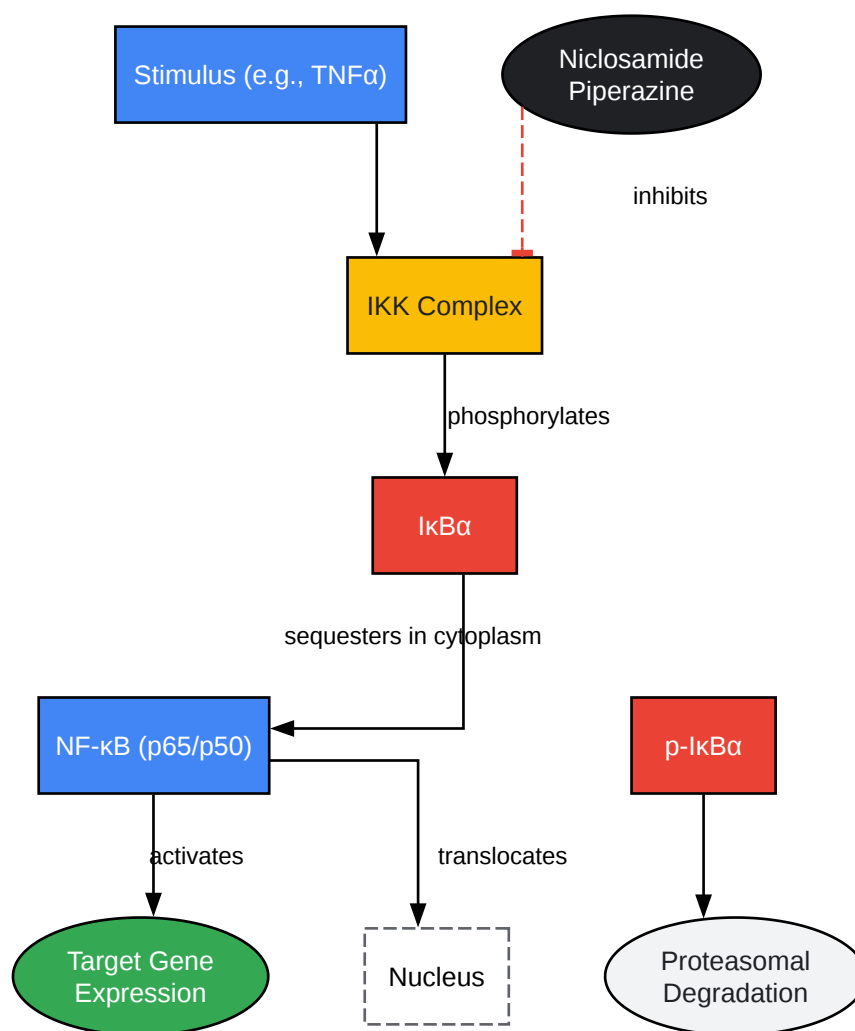 Stimulus (e.g., TNFα)
Niclosamide
Piperazine
inhibits
IKK Complex
phosphorylates
IκBα
sequesters in cytoplasm
NF-κB (p65/p50)
p-IκBα
activates
translocates
Target Gene
Expression
Nucleus
Proteasomal
Degradation